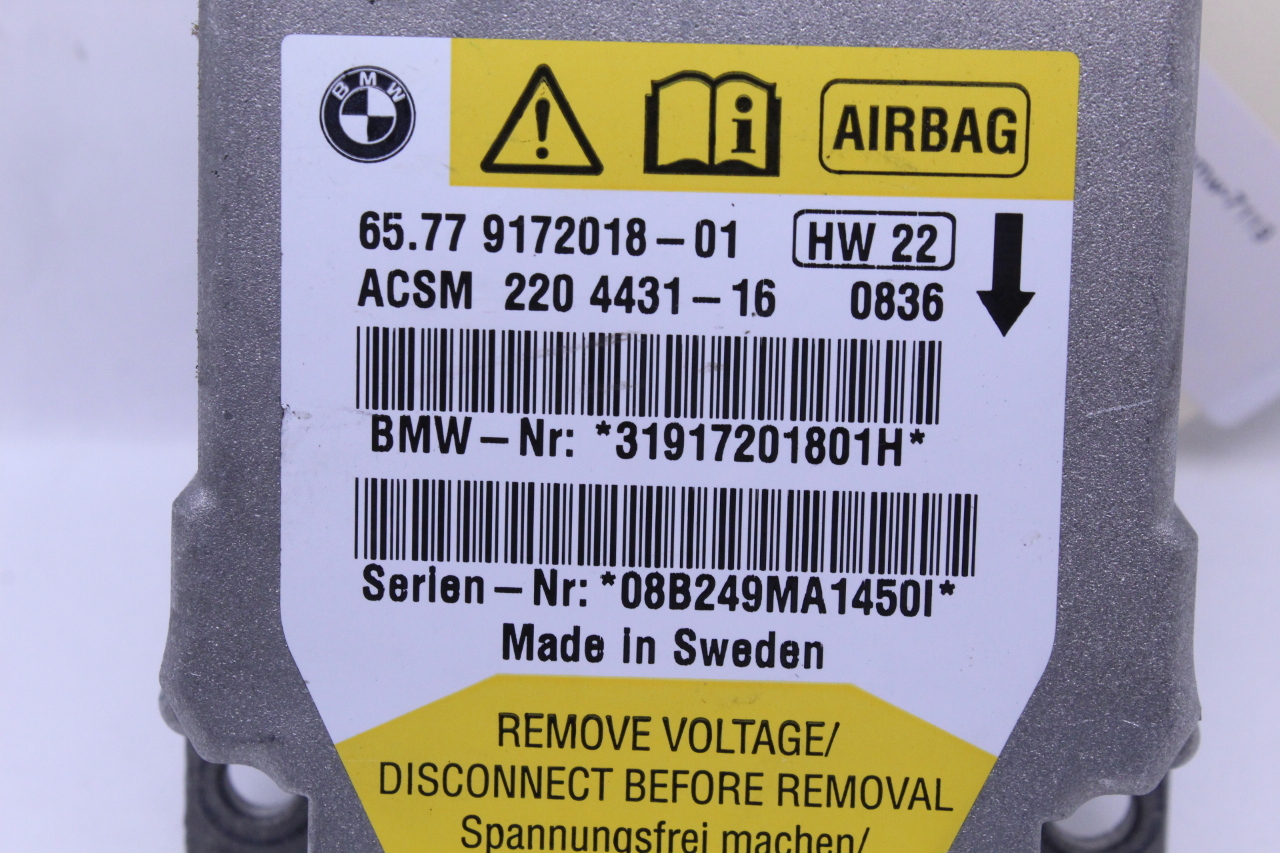 BMW
i
AIRBAG
65.77 9172018-01 HW 22
ACSM 220 4431-16 0836
BMW-Nr: *31917201801H*
Serien-Nr: *08B249MA1450I*
Made in Sweden
REMOVE VOLTAGE/
DISCONNECT BEFORE REMOVAL
Spannungsfrei machen/